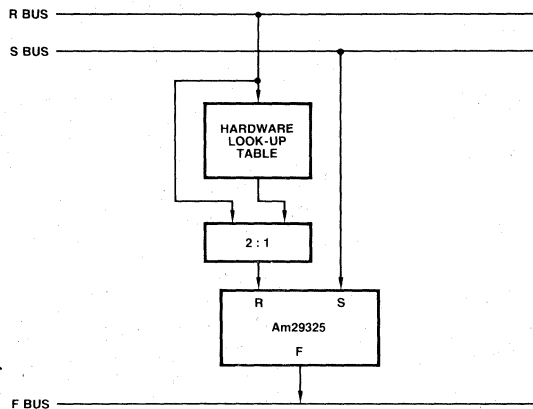 R BUS
S BUS
HARDWARE
LOOK-UP
TABLE
2 : 1
R S
Am29325
F
F BUS